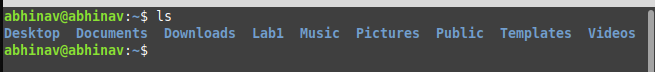 abhinav@abhinav:~$ ls
Desktop  Documents  Downloads  Lab1  Music  Pictures  Public  Templates  Videos
abhinav@abhinav:~$